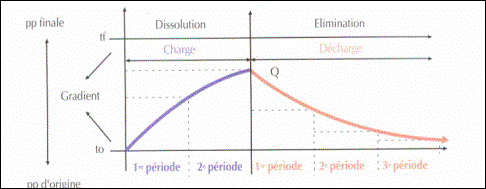 pp finale
Dissolution
Elimination
tf
Charge
Décharge
Q
Gradient
to
1re période
2e période
1re période
2e période
3e période
pp d'origine